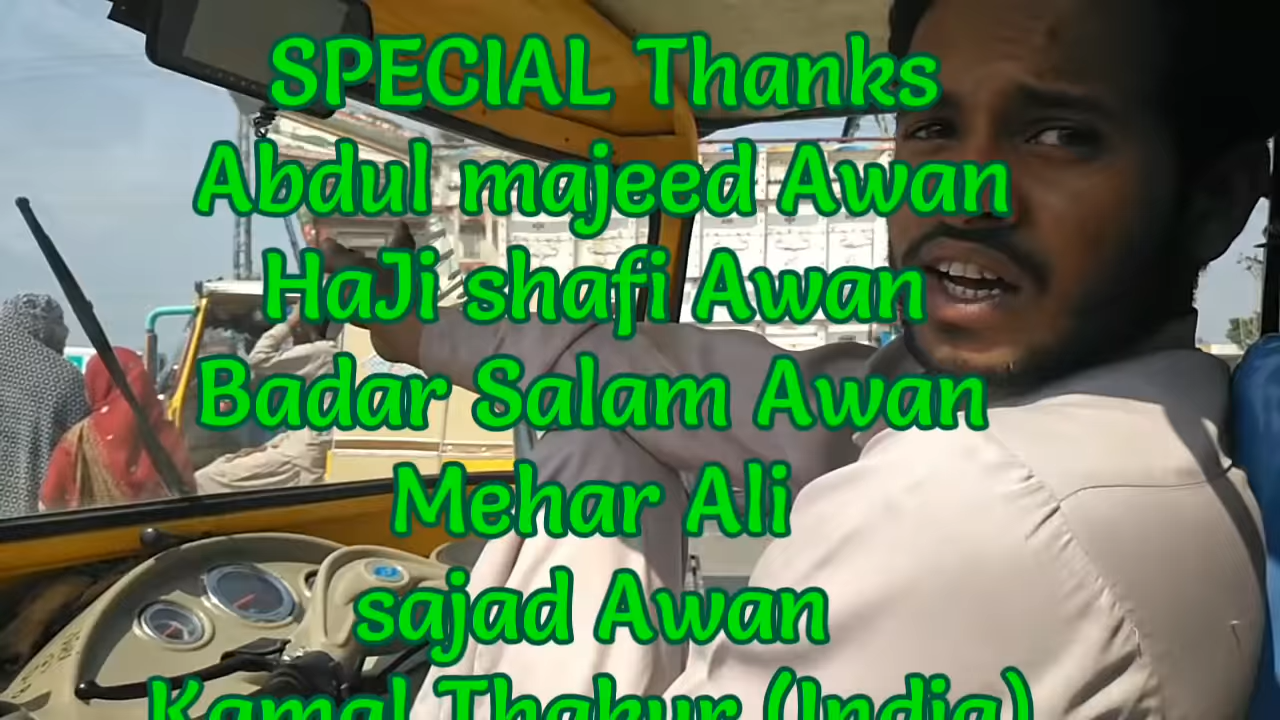 SPECIAL Thanks
Abdul majeed Awan
HaJi shafi Awan
Badar Salam Awan
Mehar Ali
sajad Awan
Kamal Thakur (India)